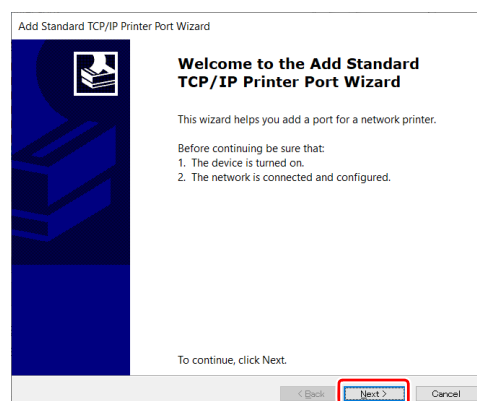 Add Standard TCP/IP Printer Port Wizard
Welcome to the Add Standard
TCP/IP Printer Port Wizard
This wizard helps you add a port for a network printer.
Before continuing be sure that:
1. The device is turned on.
2. The network is connected and configured.
To continue, click Next.
< Back Next > Cancel